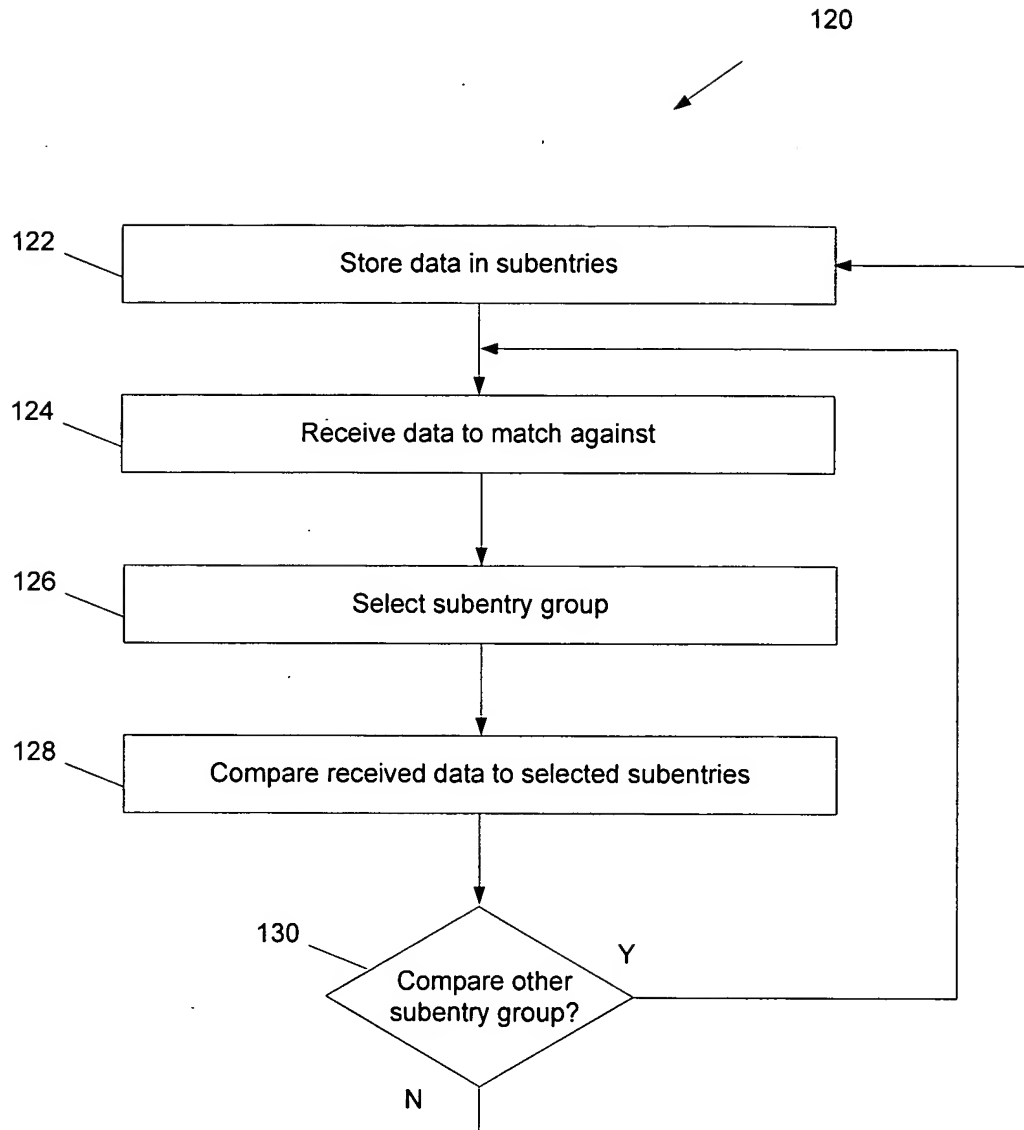 120
122
Store data in subentries
124
Receive data to match against
126
Select subentry group
128
Compare received data to selected subentries
130
Compare other
subentry group?
Y
N